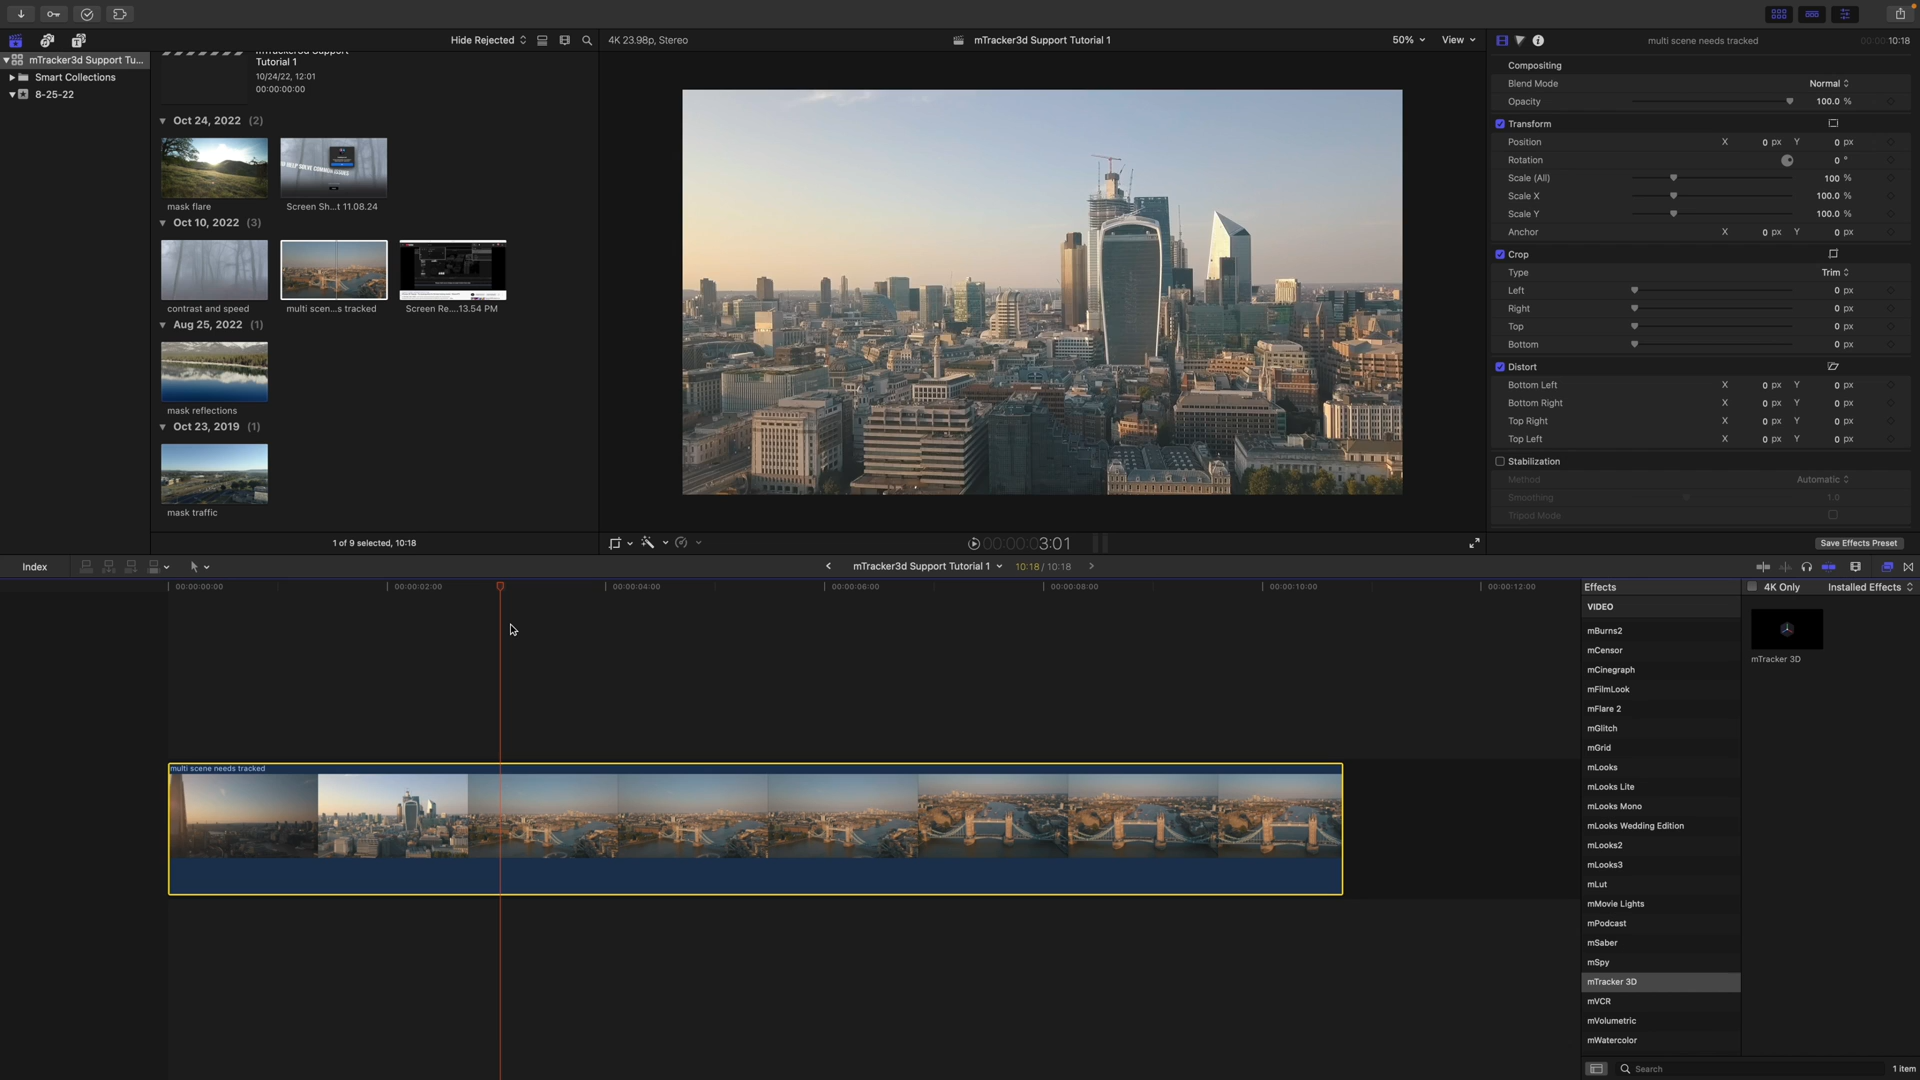 Hide Rejected
4K 23.98p, Stereo
mTracker3d Support Tutorial 1
50%
View
multi scene needs tracked
10:18
mTracker3d Support Tu...
Smart Collections
8-25-22
mTracker3d Support
Tutorial 1
10/24/22, 12:01
00:00:00:00
Oct 24, 2022 (2)
mask flare
Screen Sh...t 11.08.24
Oct 10, 2022 (3)
contrast and speed
multi scen...s tracked
Screen Re....13.54 PM
Aug 25, 2022 (1)
mask reflections
Oct 23, 2019 (1)
mask traffic
1 of 9 selected, 10:18
00:00:00:03:01
Compositing
Blend Mode Normal
Opacity 100.0 %
Transform
Position X 0 px Y 0 px
Rotation 0 °
Scale (All) 100 %
Scale X 100.0 %
Scale Y 100.0 %
Anchor X 0 px Y 0 px
Crop
Type Trim
Left 0 px
Right 0 px
Top 0 px
Bottom 0 px
Distort
Bottom Left X 0 px Y 0 px
Bottom Right X 0 px Y 0 px
Top Right X 0 px Y 0 px
Top Left X 0 px Y 0 px
Stabilization
Method Automatic
Smoothing 1.0
Tripod Mode
Save Effects Preset
Index
mTracker3d Support Tutorial 1
10:18 / 10:18
00:00:00:00
00:00:02:00
00:00:04:00
00:00:06:00
00:00:08:00
00:00:10:00
00:00:12:00
multi scene needs tracked
Effects
4K Only
Installed Effects
VIDEO
mBurns2
mCensor
mCinegraph
mFilmLook
mFlare 2
mGlitch
mGrid
mLooks
mLooks Lite
mLooks Mono
mLooks Wedding Edition
mLooks2
mLooks3
mLut
mMovie Lights
mPodcast
mSaber
mSpy
mTracker 3D
mVCR
mVolumetric
mWatercolor
mTracker 3D
Search
1 item